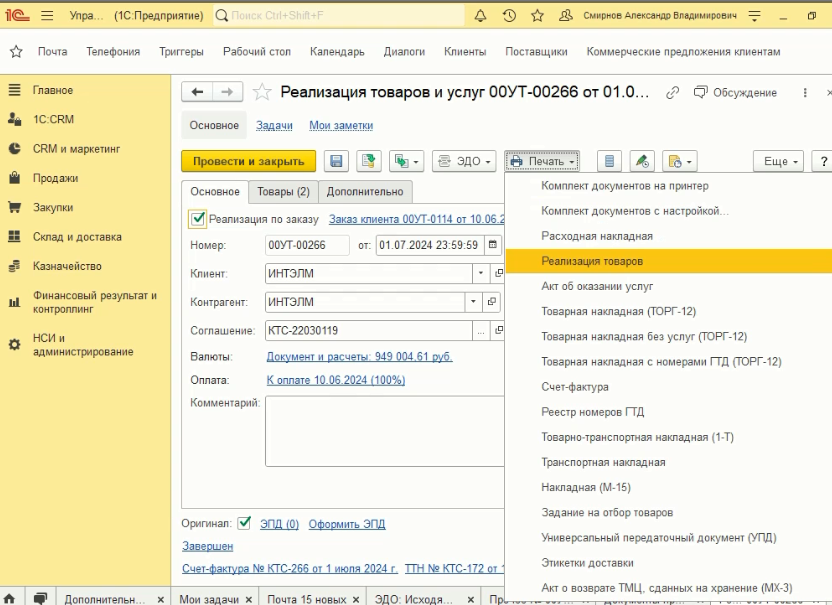 1С Упра... (1С:Предприятие) Поиск Ctrl+Shift+F Смирнов Александр Владимирович
Почта Телефония Триггеры Рабочий стол Календарь Диалоги Клиенты Поставщики Коммерческие предложения клиентам
Главное
1С:CRM
CRM и маркетинг
Продажи
Закупки
Склад и доставка
Казначейство
Финансовый результат и
контроллинг
НСИ и
администрирование
Реализация товаров и услуг 00УТ-00266 от 01.0... Обсуждение
Основное Задачи Мои заметки
Провести и закрыть ЭДО Печать Еще ?
Основное Товары (2) Дополнительно
Реализация по заказу Заказ клиента 00УТ-0114 от 10.06.2
Номер: 00УТ-00266 от: 01.07.2024 23:59:59
Клиент: ИНТЭЛМ
Контрагент: ИНТЭЛМ
Соглашение: КТС-22030119 ...
Валюты: Документ и расчеты: 949 004,61 руб.
Оплата: К оплате 10.06.2024 (100%)
Комментарий:
Оригинал: ЭПД (0) Оформить ЭПД
Завершен
Счет-фактура № КТС-266 от 1 июля 2024 г. ТТН № КТС-172 от 1
Комплект документов на принтер
Комплект документов с настройкой...
Расходная накладная
Реализация товаров
Акт об оказании услуг
Товарная накладная (ТОРГ-12)
Товарная накладная без услуг (ТОРГ-12)
Товарная накладная с номерами ГТД (ТОРГ-12)
Счет-фактура
Реестр номеров ГТД
Товарно-транспортная накладная (1-Т)
Транспортная накладная
Накладная (М-15)
Задание на отбор товаров
Универсальный передаточный документ (УПД)
Этикетки доставки
Акт о возврате ТМЦ, сданных на хранение (МХ-3)
Дополнительн... Мои задачи Почта 15 новых ЭДО: Исходя...